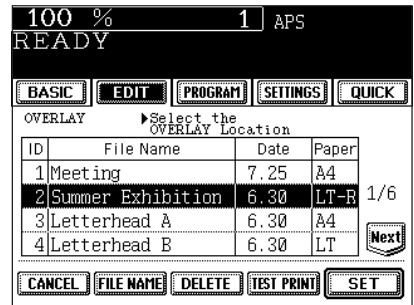 100 % 1 APS
READY
BASIC EDIT PROGRAM SETTINGS QUICK
OVERLAY ▶Select the
OVERLAY Location
ID File Name Date Paper
1 Meeting 7.25 A4
2 Summer Exhibition 6.30 LT-R 1/6
3 Letterhead A 6.30 A4
4 Letterhead B 6.30 LT Next
CANCEL FILE NAME DELETE TEST PRINT SET